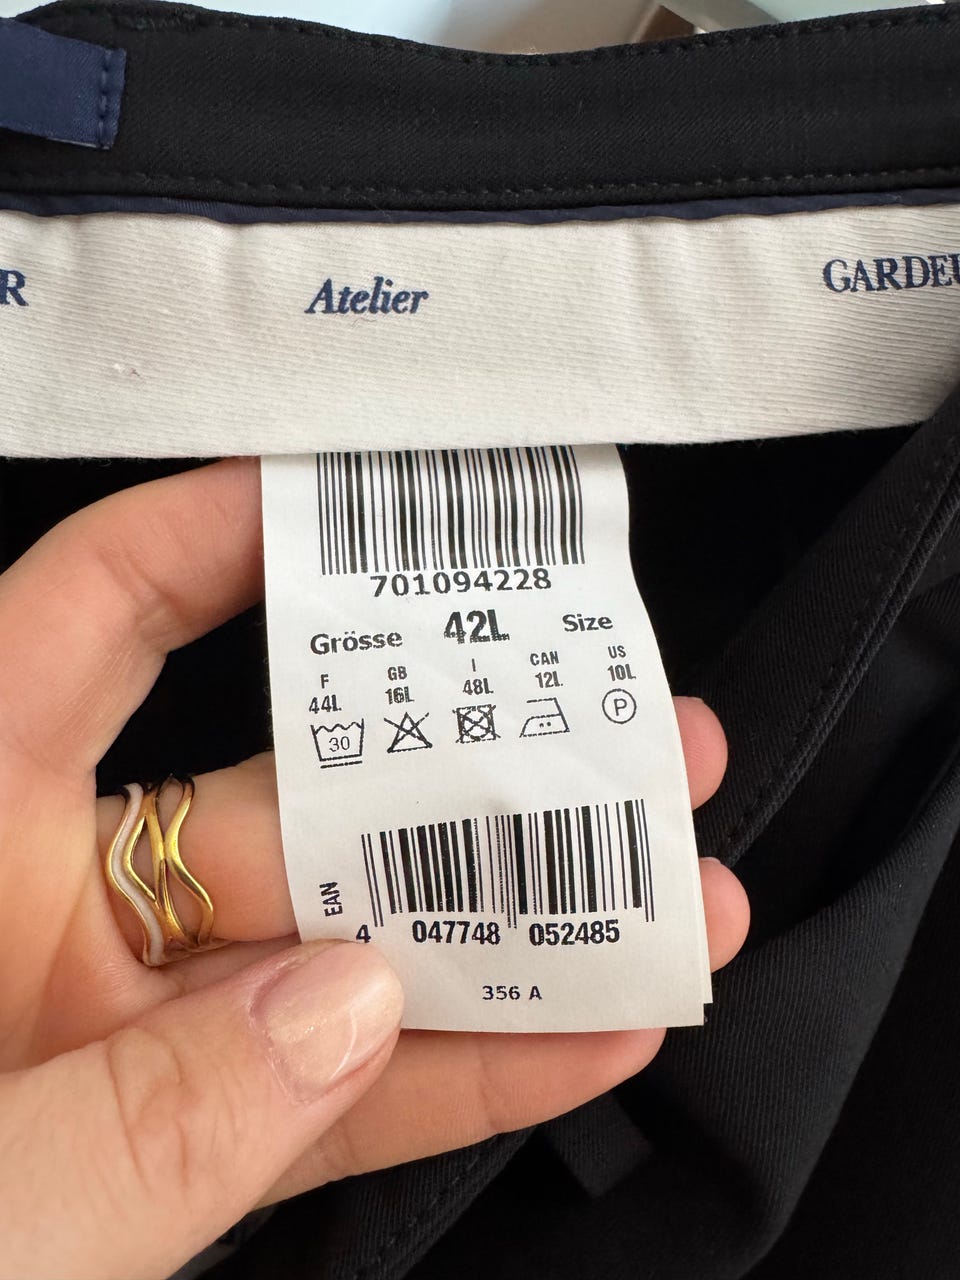 R Atelier GARDEU
701094228
Grösse 42L Size
F GB I CAN US
44L 16L 48L 12L 10L
30 P
EAN
4 047748 052485
356 A